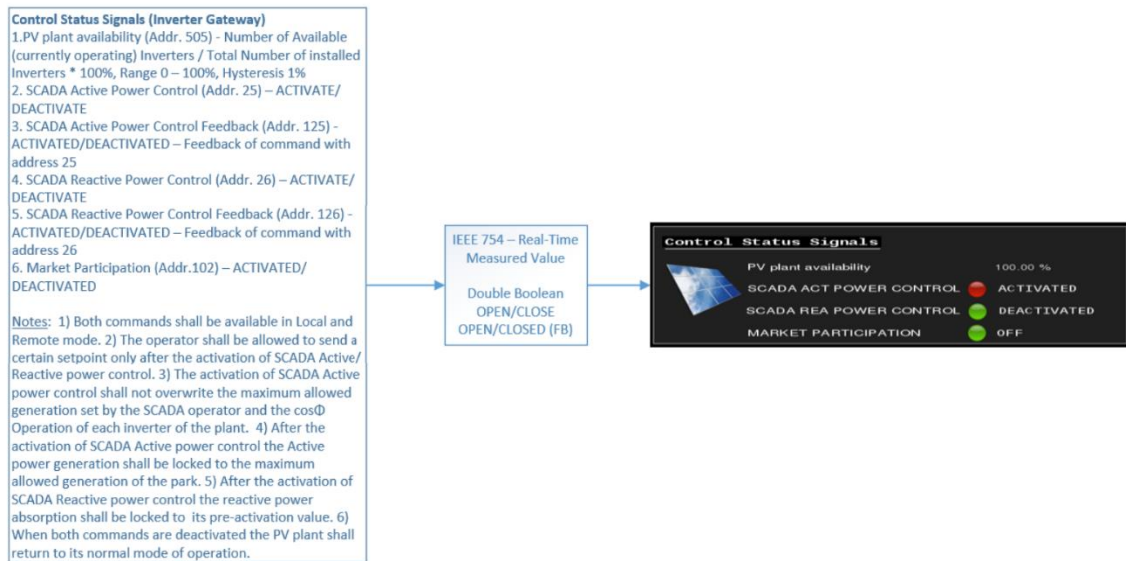 Control Status Signals (Inverter Gateway)
1.PV plant availability (Addr. 505) - Number of Available
(currently operating) Inverters / Total Number of installed
Inverters * 100%, Range 0 – 100%, Hysteresis 1%
2. SCADA Active Power Control (Addr. 25) – ACTIVATE/
DEACTIVATE
3. SCADA Active Power Control Feedback (Addr. 125) -
ACTIVATED/DEACTIVATED – Feedback of command with
address 25
4. SCADA Reactive Power Control (Addr. 26) – ACTIVATE/
DEACTIVATE
5. SCADA Reactive Power Control Feedback (Addr. 126) -
ACTIVATED/DEACTIVATED – Feedback of command with
address 26
6. Market Participation (Addr.102) – ACTIVATED/
DEACTIVATED
Notes: 1) Both commands shall be available in Local and
Remote mode. 2) The operator shall be allowed to send a
certain setpoint only after the activation of SCADA Active/
Reactive power control. 3) The activation of SCADA Active
power control shall not overwrite the maximum allowed
generation set by the SCADA operator and the cosΦ
Operation of each inverter of the plant. 4) After the
activation of SCADA Active power control the Active
power generation shall be locked to the maximum
allowed generation of the park. 5) After the activation of
SCADA Reactive power control the reactive power
absorption shall be locked to its pre-activation value. 6)
When both commands are deactivated the PV plant shall
return to its normal mode of operation.
IEEE 754 – Real-Time
Measured Value
Double Boolean
OPEN/CLOSE
OPEN/CLOSED (FB)
Control Status Signals
PV plant availability 100.00 %
SCADA ACT POWER CONTROL ACTIVATED
SCADA REA POWER CONTROL DEACTIVATED
MARKET PARTICIPATION OFF